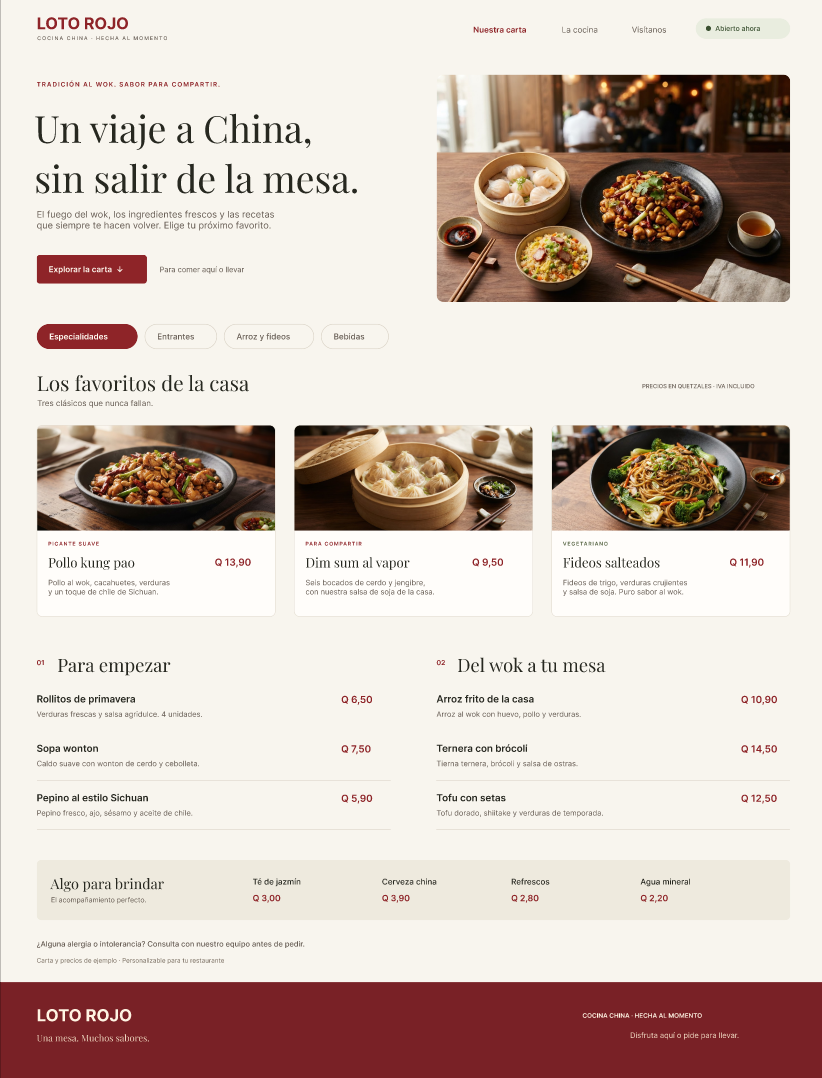 LOTO ROJO
COCINA CHINA · HECHA AL MOMENTO
Nuestra carta
La cocina
Visítanos
Abierto ahora
TRADICIÓN AL WOK. SABOR PARA COMPARTIR.
Un viaje a China,
sin salir de la mesa.
El fuego del wok, los ingredientes frescos y las recetas
que siempre te hacen volver. Elige tu próximo favorito.
Explorar la carta ↓
Para comer aquí o llevar
Especialidades
Entrantes
Arroz y fideos
Bebidas
Los favoritos de la casa
Tres clásicos que nunca fallan.
PRECIOS EN QUETZALES · IVA INCLUIDO
PICANTE SUAVE
Pollo kung pao
Q 13,90
Pollo al wok, cacahuetes, verduras
y un toque de chile de Sichuan.
PARA COMPARTIR
Dim sum al vapor
Q 9,50
Seis bocados de cerdo y jengibre,
con nuestra salsa de soja de la casa.
VEGETARIANO
Fideos salteados
Q 11,90
Fideos de trigo, verduras crujientes
y salsa de soja. Puro sabor al wok.
01 Para empezar
Rollitos de primavera
Q 6,50
Verduras frescas y salsa agridulce. 4 unidades.
Sopa wonton
Q 7,50
Caldo suave con wonton de cerdo y cebolleta.
Pepino al estilo Sichuan
Q 5,90
Pepino fresco, ajo, sésamo y aceite de chile.
02 Del wok a tu mesa
Arroz frito de la casa
Q 10,90
Arroz al wok con huevo, pollo y verduras.
Ternera con brócoli
Q 14,50
Tierna ternera, brócoli y salsa de ostras.
Tofu con setas
Q 12,50
Tofu dorado, shiitake y verduras de temporada.
Algo para brindar
El acompañamiento perfecto.
Té de jazmín
Q 3,00
Cerveza china
Q 3,90
Refrescos
Q 2,80
Agua mineral
Q 2,20
¿Alguna alergia o intolerancia? Consulta con nuestro equipo antes de pedir.
Carta y precios de ejemplo · Personalizable para tu restaurante
LOTO ROJO
Una mesa. Muchos sabores.
COCINA CHINA · HECHA AL MOMENTO
Disfruta aquí o pide para llevar.